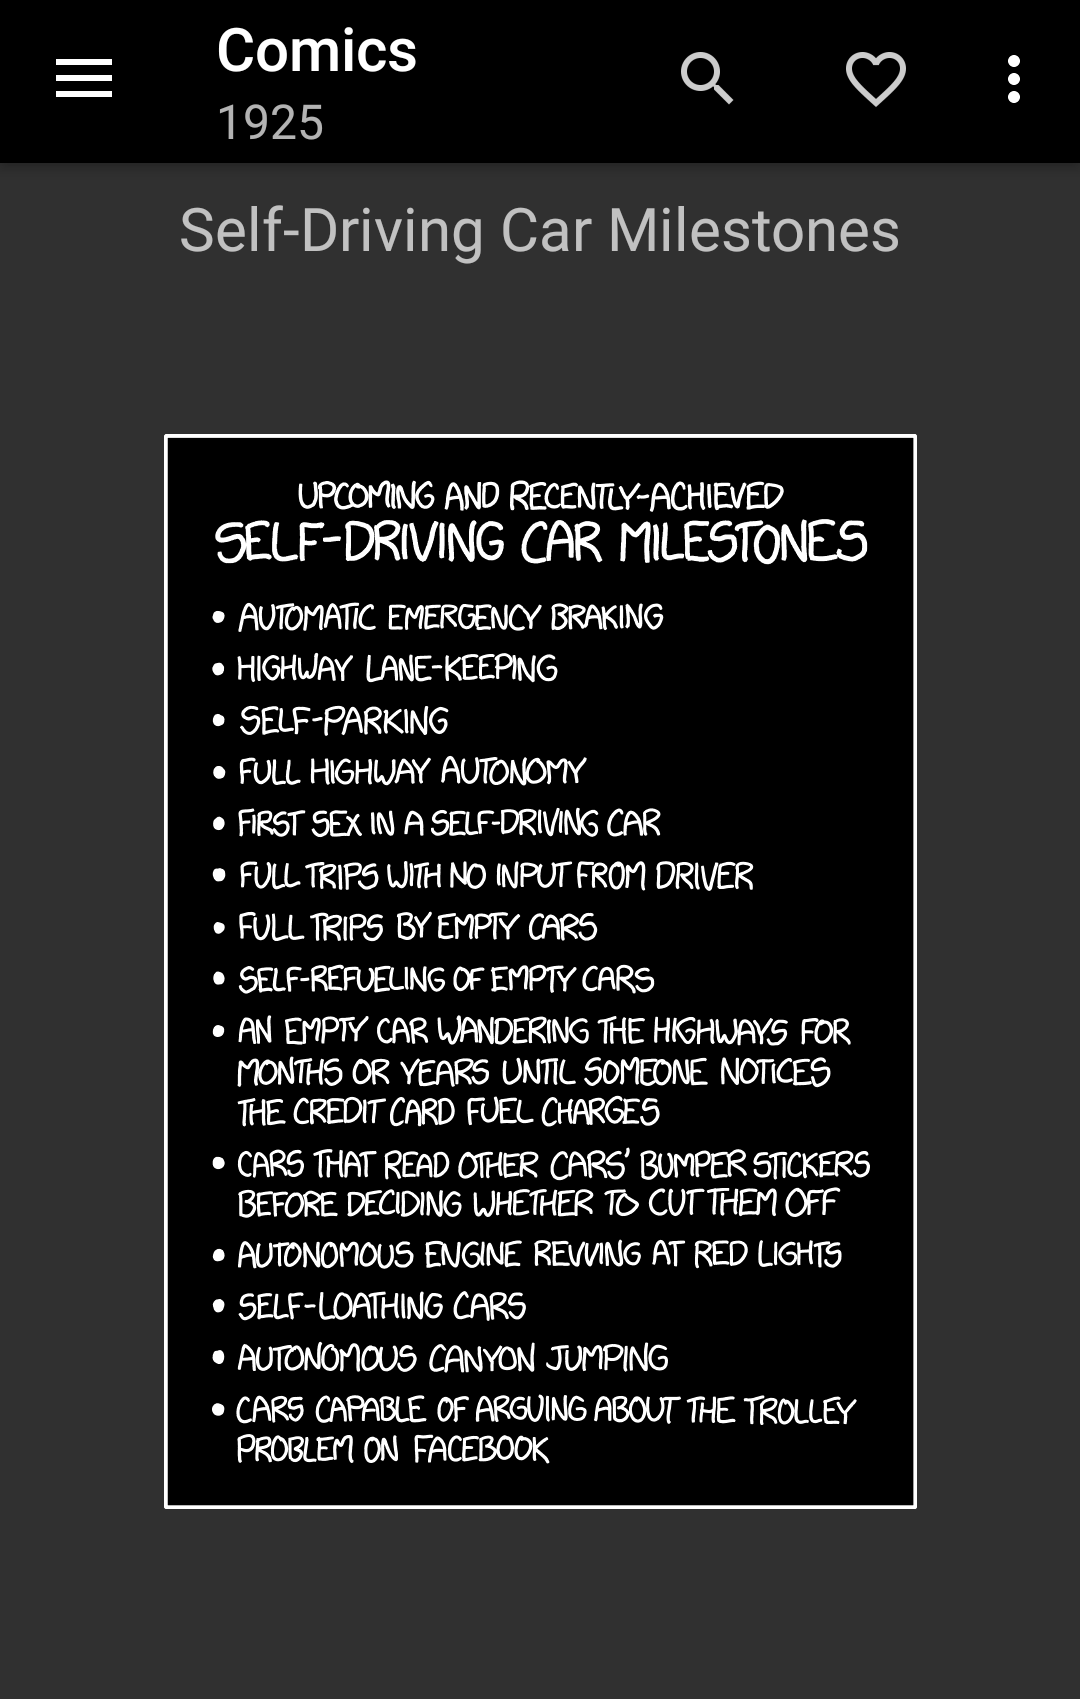 Comics
1925
Self-Driving Car Milestones
UPCOMING AND RECENTLY-ACHIEVED
SELF-DRIVING CAR MILESTONES
• AUTOMATIC EMERGENCY BRAKING
• HIGHWAY LANE-KEEPING
• SELF-PARKING
• FULL HIGHWAY AUTONOMY
• FIRST SEX IN A SELF-DRIVING CAR
• FULL TRIPS WITH NO INPUT FROM DRIVER
• FULL TRIPS BY EMPTY CARS
• SELF-REFUELING OF EMPTY CARS
• AN EMPTY CAR WANDERING THE HIGHWAYS FOR
MONTHS OR YEARS UNTIL SOMEONE NOTICES
THE CREDIT CARD FUEL CHARGES
• CARS THAT READ OTHER CARS' BUMPER STICKERS
BEFORE DECIDING WHETHER TO CUT THEM OFF
• AUTONOMOUS ENGINE REVVING AT RED LIGHTS
• SELF-LOATHING CARS
• AUTONOMOUS CANYON JUMPING
• CARS CAPABLE OF ARGUING ABOUT THE TROLLEY
PROBLEM ON FACEBOOK